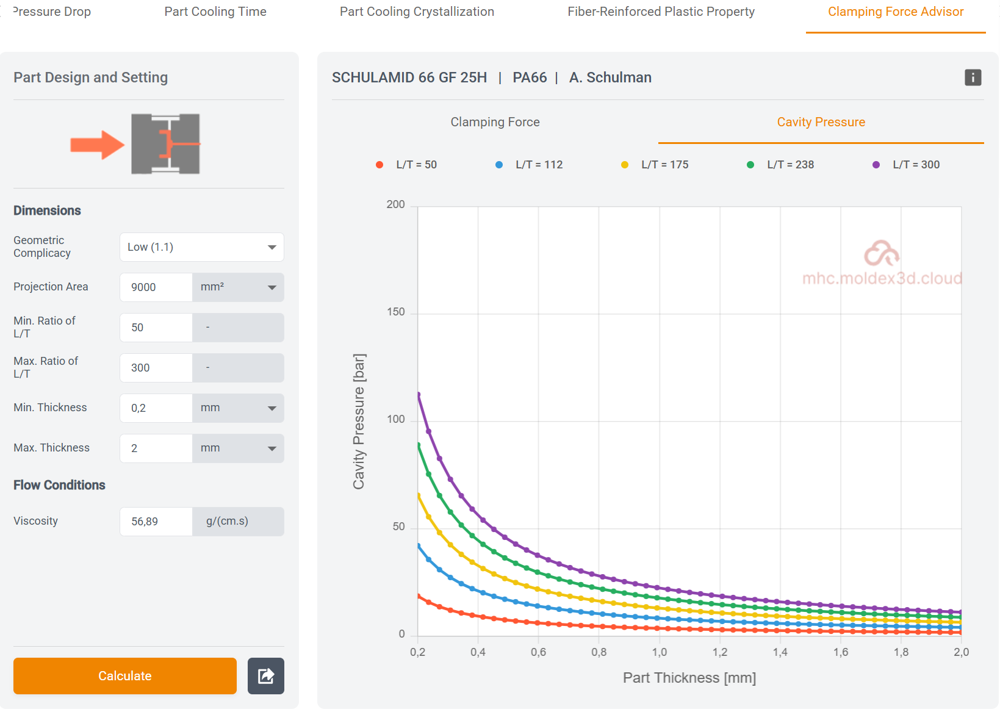 Pressure Drop
Part Cooling Time
Part Cooling Crystallization
Fiber-Reinforced Plastic Property
Clamping Force Advisor
Part Design and Setting
Dimensions
Geometric
Complicacy
Low (1.1)
Projection Area
9000
mm²
Min. Ratio of
L/T
50
-
Max. Ratio of
L/T
300
-
Min. Thickness
0,2
mm
Max. Thickness
2
mm
Flow Conditions
Viscosity
56,89
g/(cm.s)
Calculate
SCHULAMID 66 GF 25H | PA66 | A. Schulman
i
Clamping Force
Cavity Pressure
L/T = 50
L/T = 112
L/T = 175
L/T = 238
L/T = 300
200
150
100
50
0
Cavity Pressure [bar]
mhc.moldex3d.cloud
0,2
0,4
0,6
0,8
1,0
1,2
1,4
1,6
1,8
2,0
Part Thickness [mm]